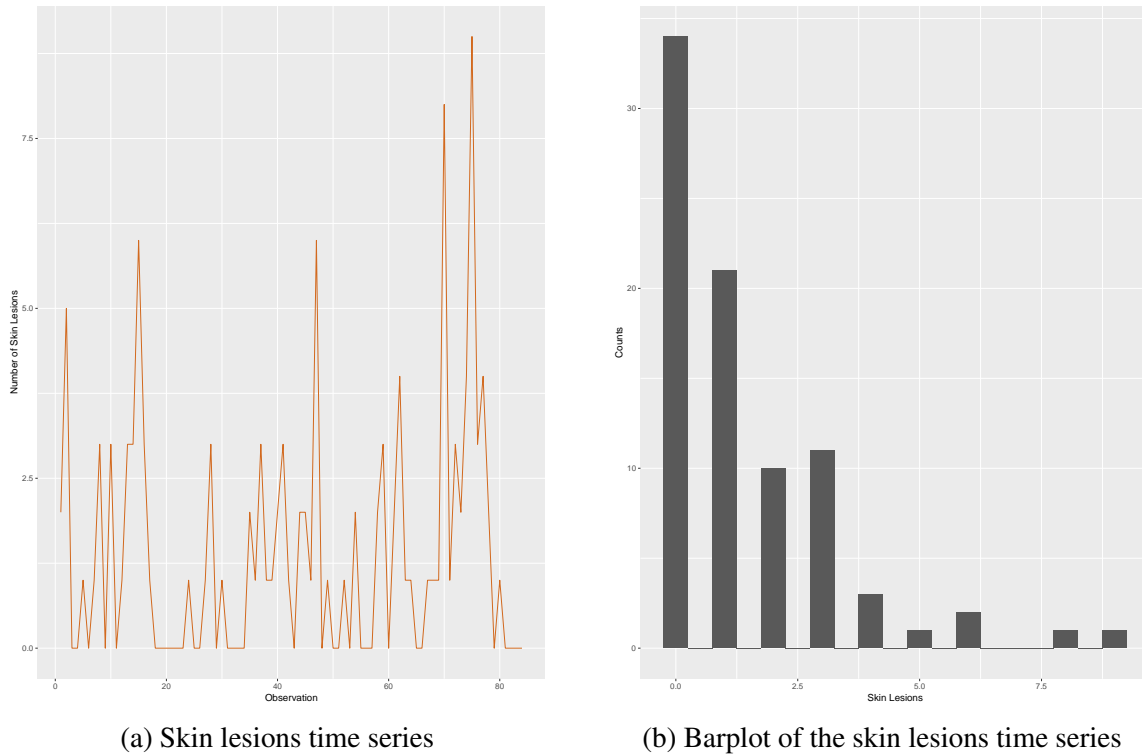 7.5
5.0
2.5
0.0
Number of Skin Lesions
0
20
40
60
80
Observation
(a) Skin lesions time series
30
20
10
0
Counts
0.0
2.5
5.0
7.5
Skin Lesions
(b) Barplot of the skin lesions time series